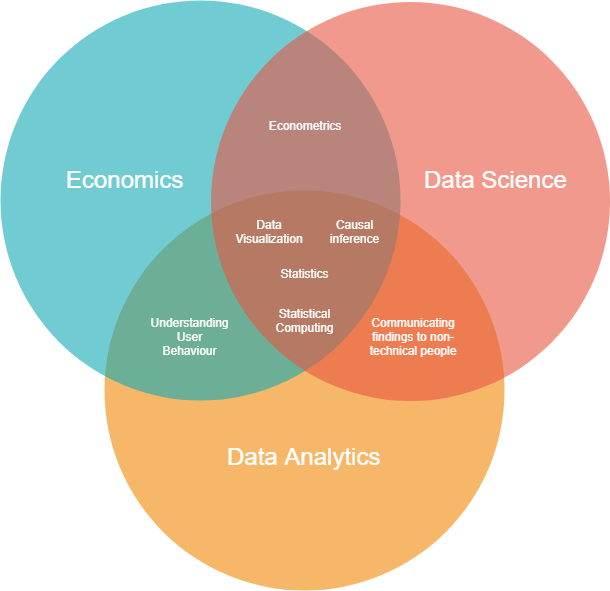 Econometrics
Economics
Data Science
Data
Visualization
Causal
inference
Statistics
Statistical
Computing
Understanding
User
Behaviour
Communicating
findings to non-
technical people
Data Analytics